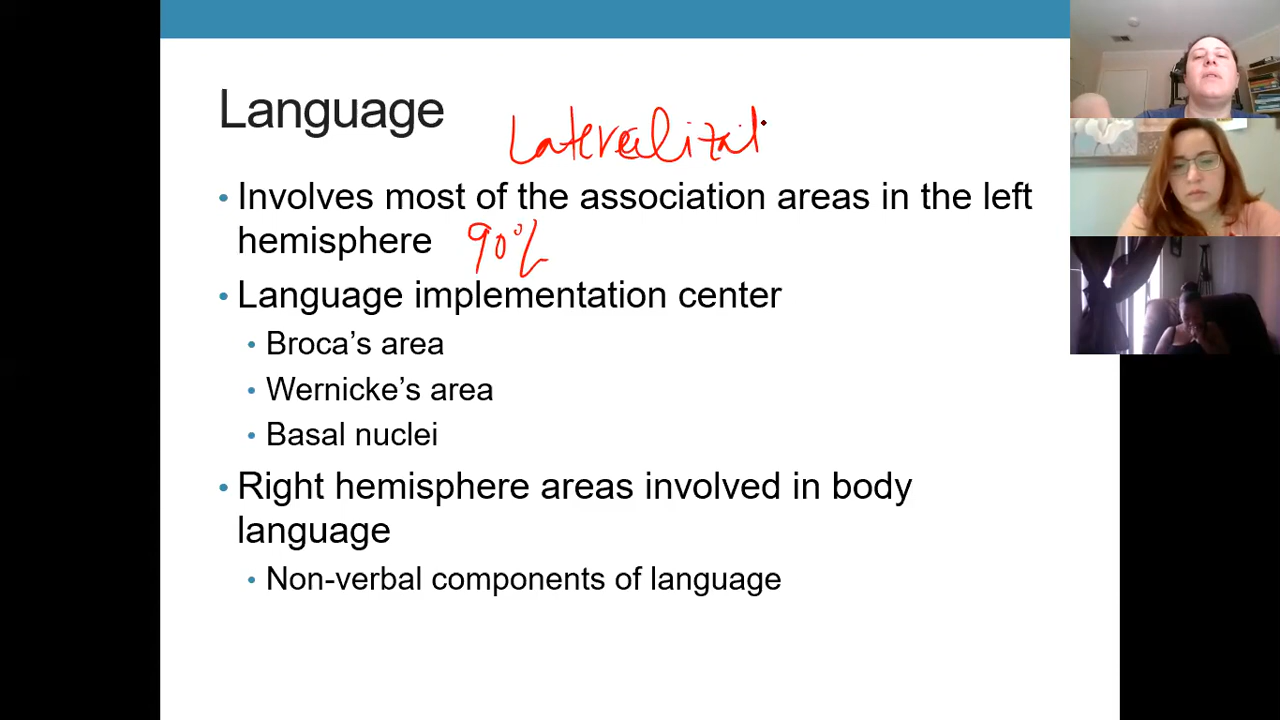 Language
Laterealizat
• Involves most of the association areas in the left
hemisphere 90%
• Language implementation center
• Broca's area
• Wernicke's area
• Basal nuclei
• Right hemisphere areas involved in body
language
• Non-verbal components of language